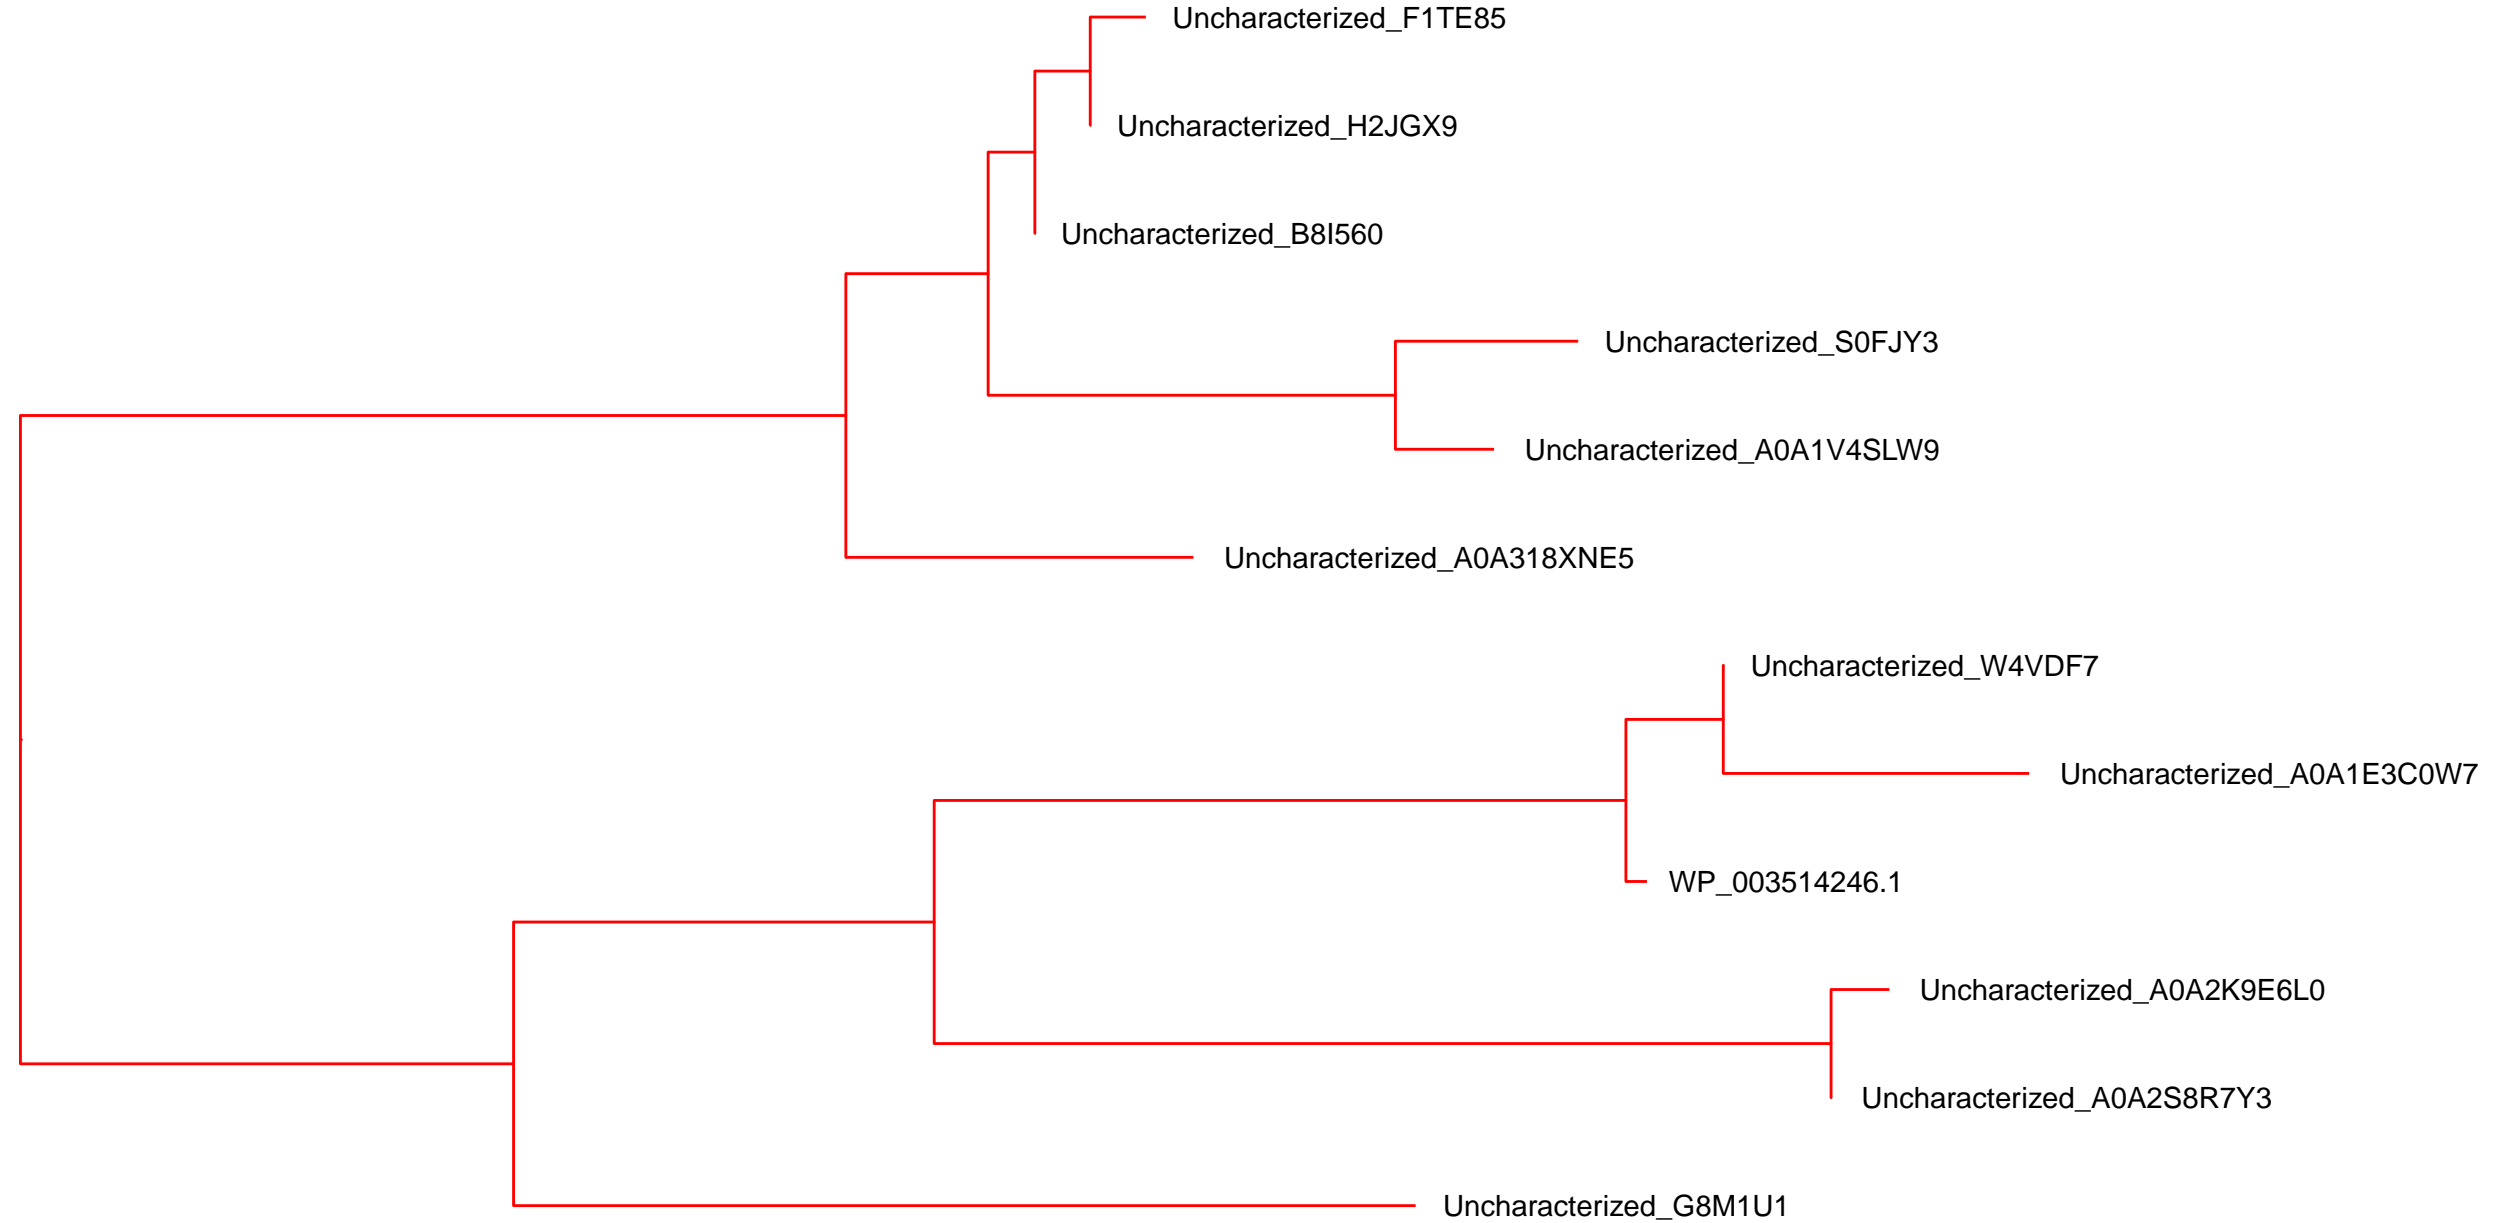 Uncharacterized_F1TE85
Uncharacterized_H2JGX9
Uncharacterized_B8I560
Uncharacterized_S0FJY3
Uncharacterized_A0A1V4SLW9
Uncharacterized_A0A318XNE5
Uncharacterized_W4VDF7
Uncharacterized_A0A1E3C0W7
WP_003514246.1
Uncharacterized_A0A2K9E6L0
Uncharacterized_A0A2S8R7Y3
Uncharacterized_G8M1U1